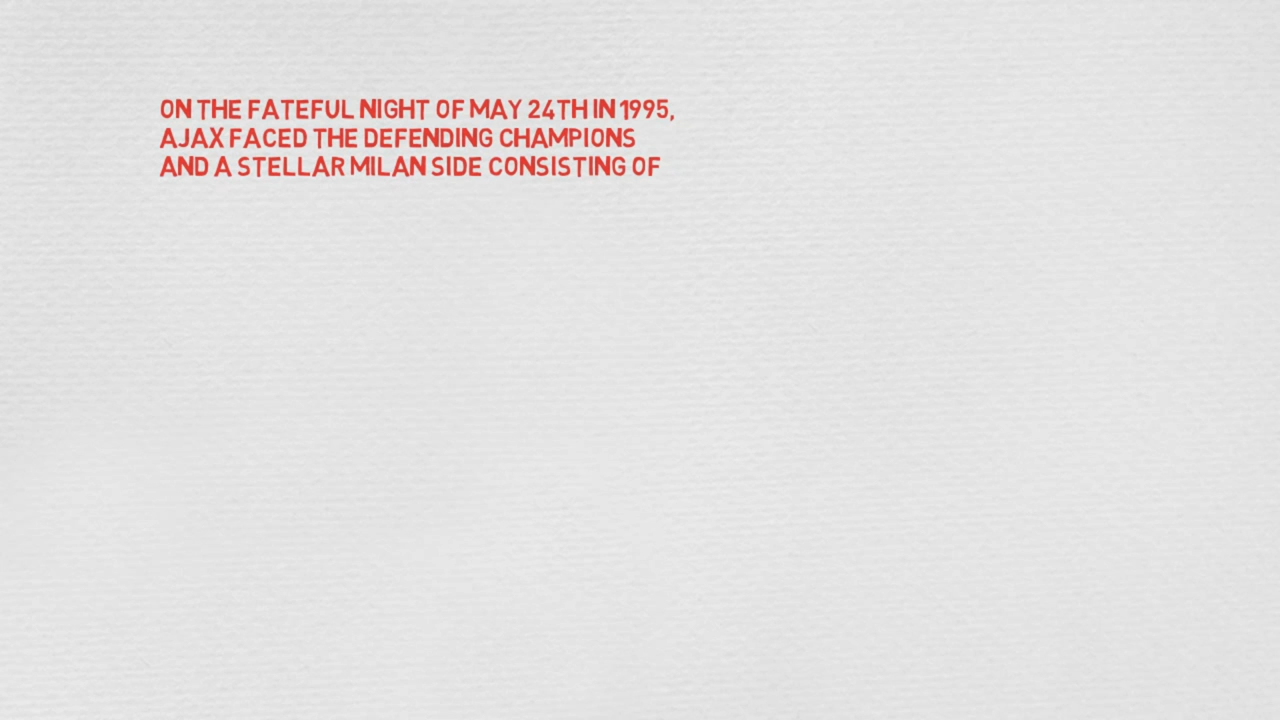 ON THE FATEFUL NIGHT OF MAY 24TH IN 1995,
AJAX FACED THE DEFENDING CHAMPIONS
AND A STELLAR MILAN SIDE CONSISTING OF